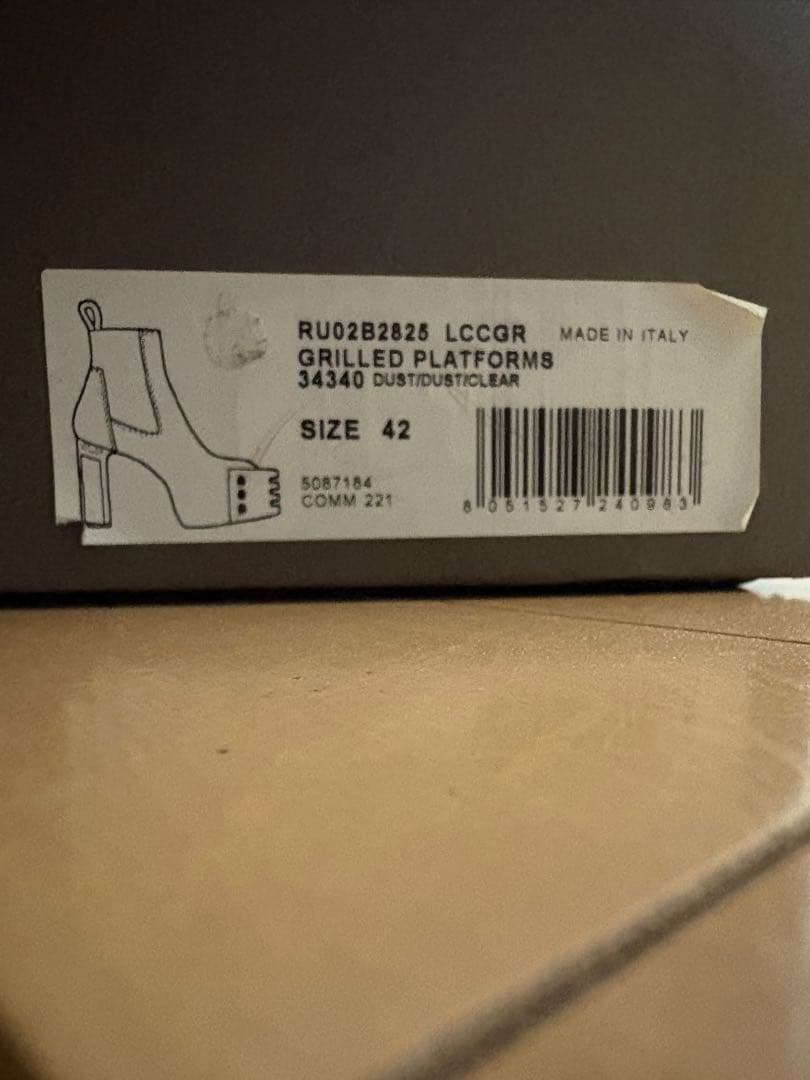 RU02B2825 LCCGR MADE IN ITALY
GRILLED PLATFORMS
34340 DUST/DUST/CLEAR
SIZE 42
5087184
COMM 221
8 051527 240983